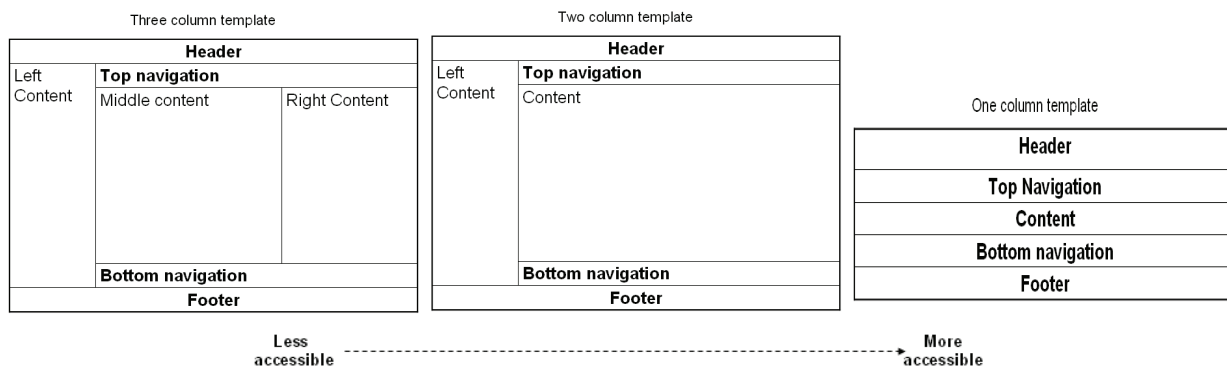 Three column template
Header
Left
Content
Top navigation
Middle content
Right Content
Bottom navigation
Footer
Two column template
Header
Left
Content
Top navigation
Content
Bottom navigation
Footer
One column template
Header
Top Navigation
Content
Bottom navigation
Footer
Less
accessible
More
accessible